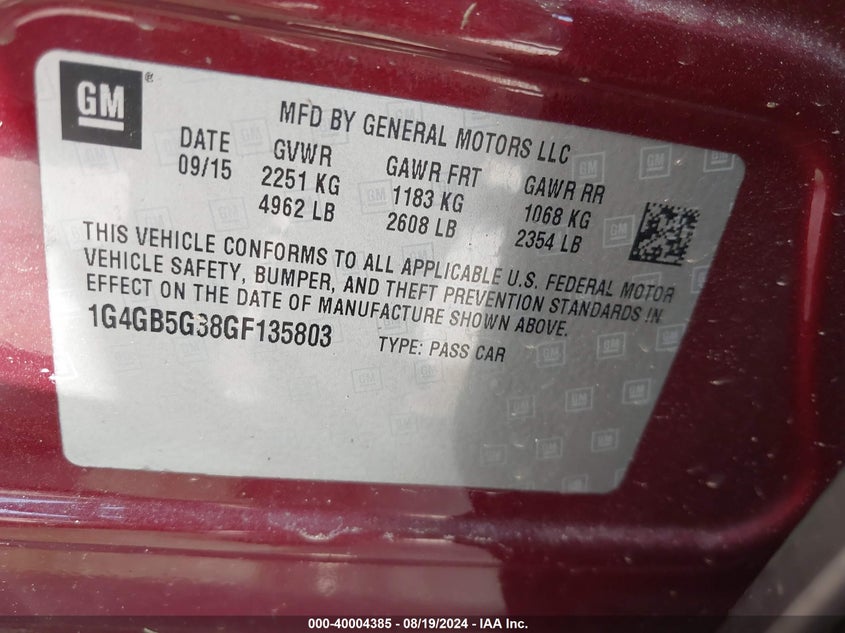 GM ®
MFD BY GENERAL MOTORS LLC
DATE GVWR GAWR FRT GAWR RR
09/15 2251 KG 1183 KG 1068 KG
4962 LB 2608 LB 2354 LB
THIS VEHICLE CONFORMS TO ALL APPLICABLE U.S. FEDERAL MOTOR
VEHICLE SAFETY, BUMPER, AND THEFT PREVENTION STANDARDS IN
EFFECT ON THE DATE OF MANUFACTURE SHOWN ABOVE.
1G4GB5G38GF135803 TYPE: PASS CAR
000-40004385 - 08/19/2024 - IAA Inc.